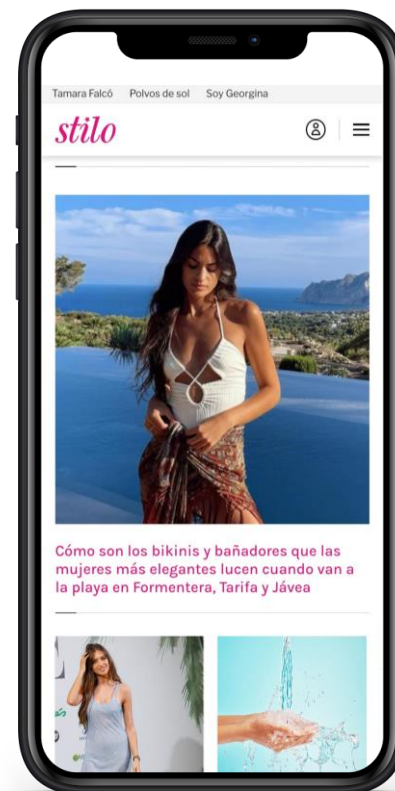 Tamara Falcó Polvos de sol Soy Georgina
stilo
Cómo son los bikinis y bañadores que las
mujeres más elegantes lucen cuando van a
la playa en Formentera, Tarifa y Jávea